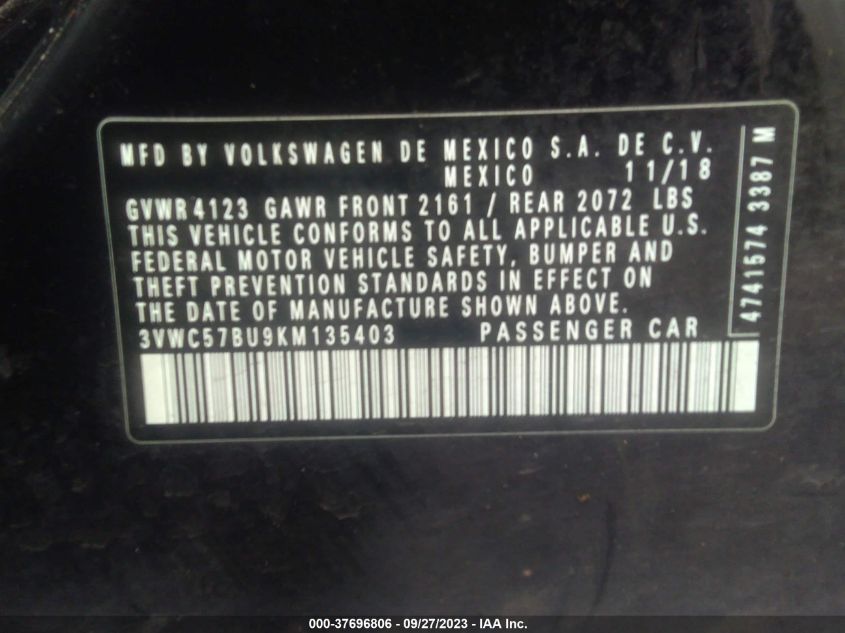 MFD BY VOLKSWAGEN DE MEXICO S.A. DE C.V.
MEXICO 11/18
GVWR 4123 GAWR FRONT 2161 / REAR 2072 LBS
THIS VEHICLE CONFORMS TO ALL APPLICABLE U.S.
FEDERAL MOTOR VEHICLE SAFETY, BUMPER AND
THEFT PREVENTION STANDARDS IN EFFECT ON
THE DATE OF MANUFACTURE SHOWN ABOVE.
3VWC57BU9KM135403 PASSENGER CAR
4741574 3387 M
000-37696806 - 09/27/2023 - IAA Inc.